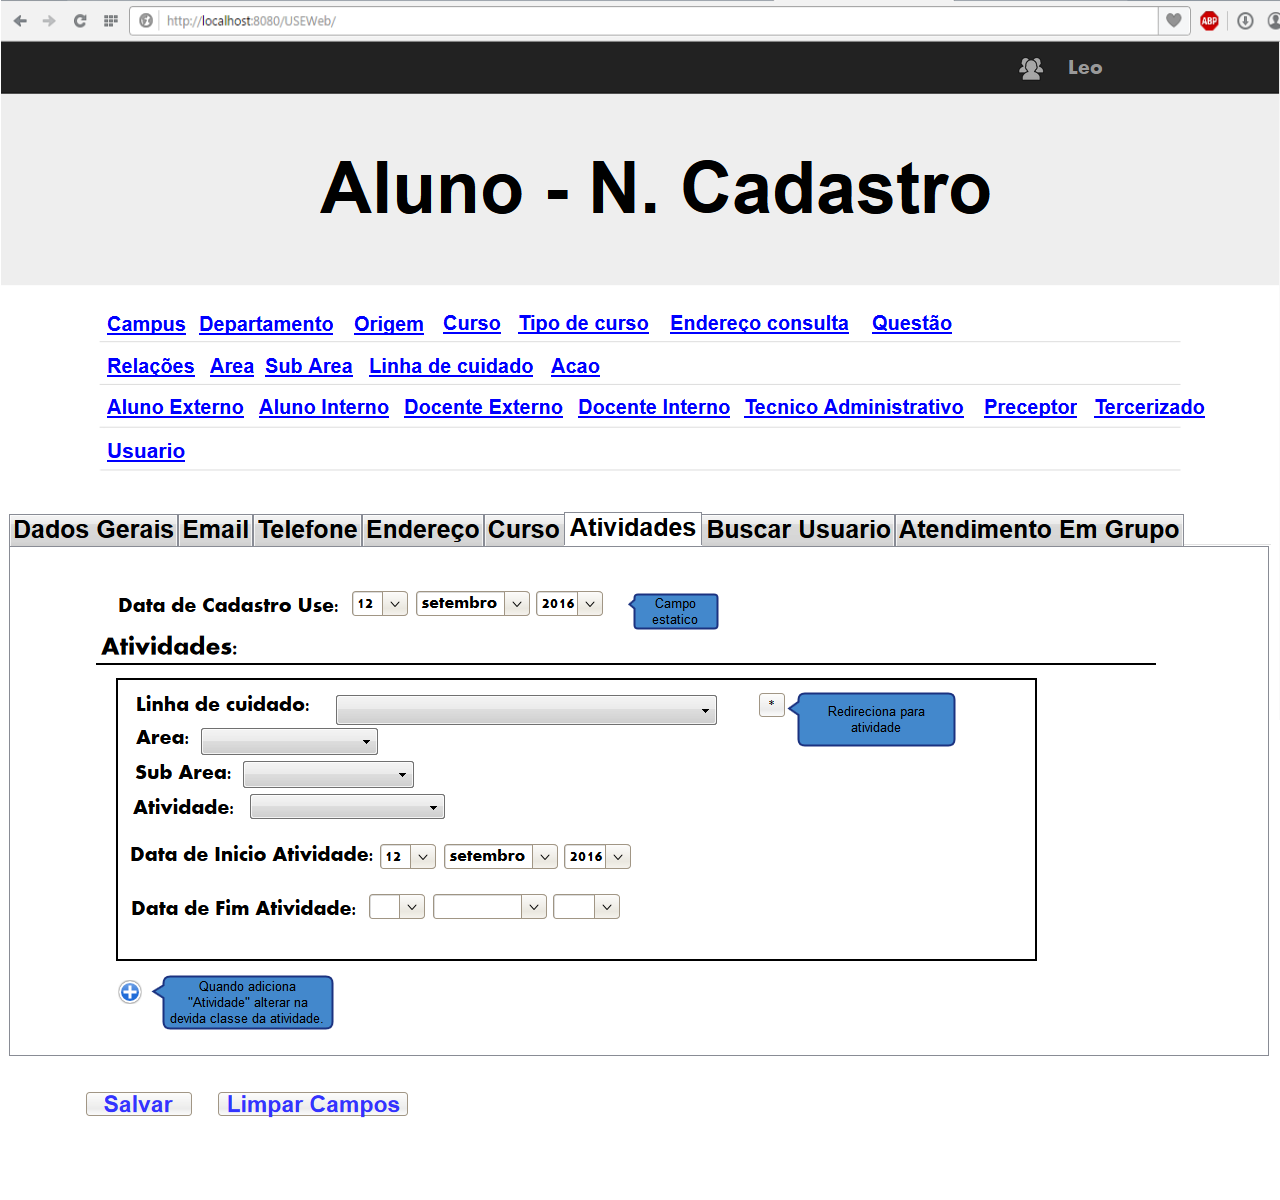 http://localhost:8080/USEWeb/
ABP
Leo
Aluno - N. Cadastro
Campus Departamento Origem Curso Tipo de curso Endereço consulta Questão
Relações Area Sub Area Linha de cuidado Acao
Aluno Externo Aluno Interno Docente Externo Docente Interno Tecnico Administrativo Preceptor Tercerizado
Usuario
Dados Gerais Email Telefone Endereço Curso Atividades Buscar Usuario Atendimento Em Grupo
Data de Cadastro Use: 12 setembro 2016
Campo
estatico
Atividades:
Linha de cuidado: *
Redireciona para
atividade
Area:
Sub Area:
Atividade:
Data de Inicio Atividade: 12 setembro 2016
Data de Fim Atividade:
Quando adiciona
"Atividade" alterar na
devida classe da atividade.
Salvar Limpar Campos